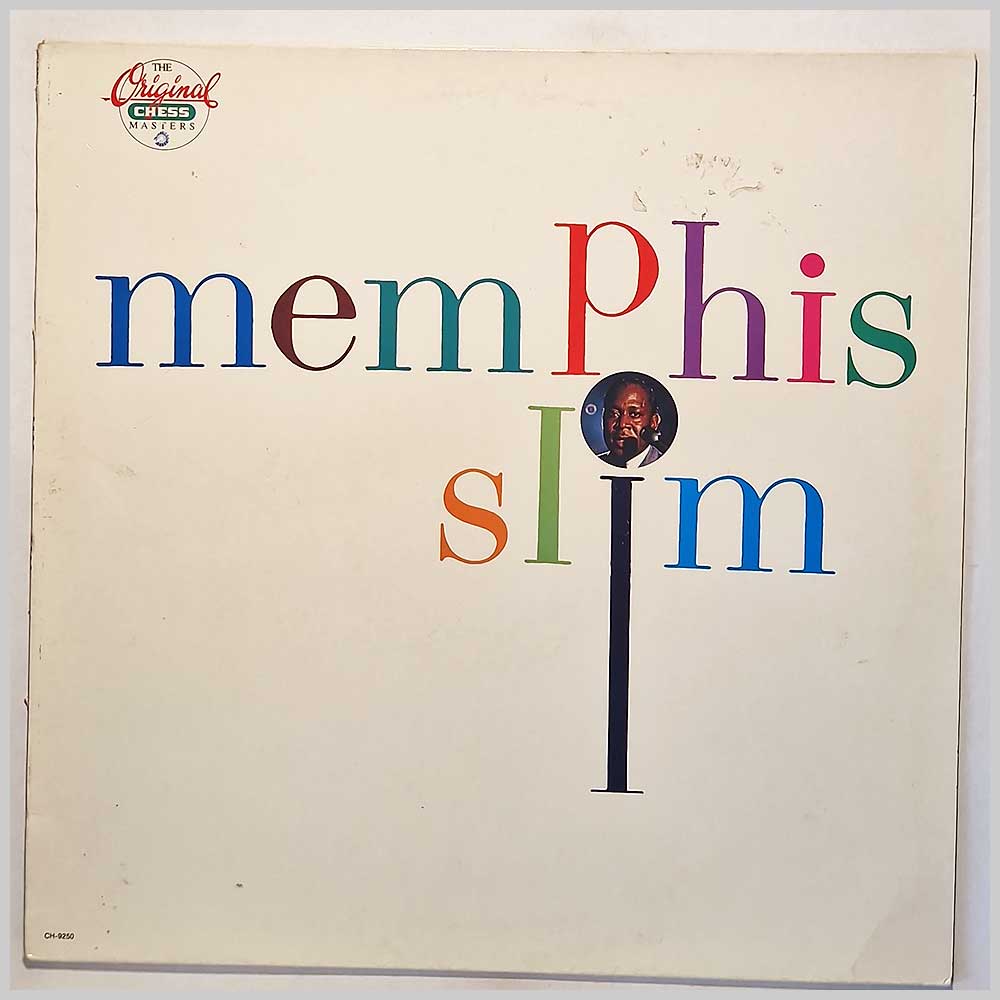 THE
Original
CHESS
MASTERS
memphis
slim
CH-9250